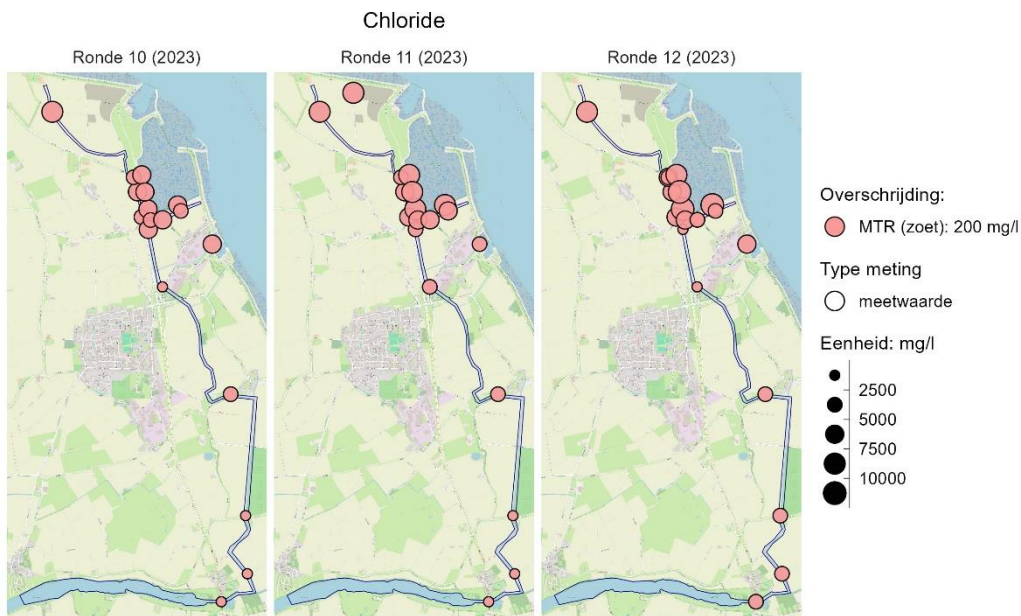 Chloride
Ronde 10 (2023)
Ronde 11 (2023)
Ronde 12 (2023)
Overschrijding:
MTR (zoet): 200 mg/l
Type meting
meetwaarde
Eenheid: mg/l
2500
5000
7500
10000